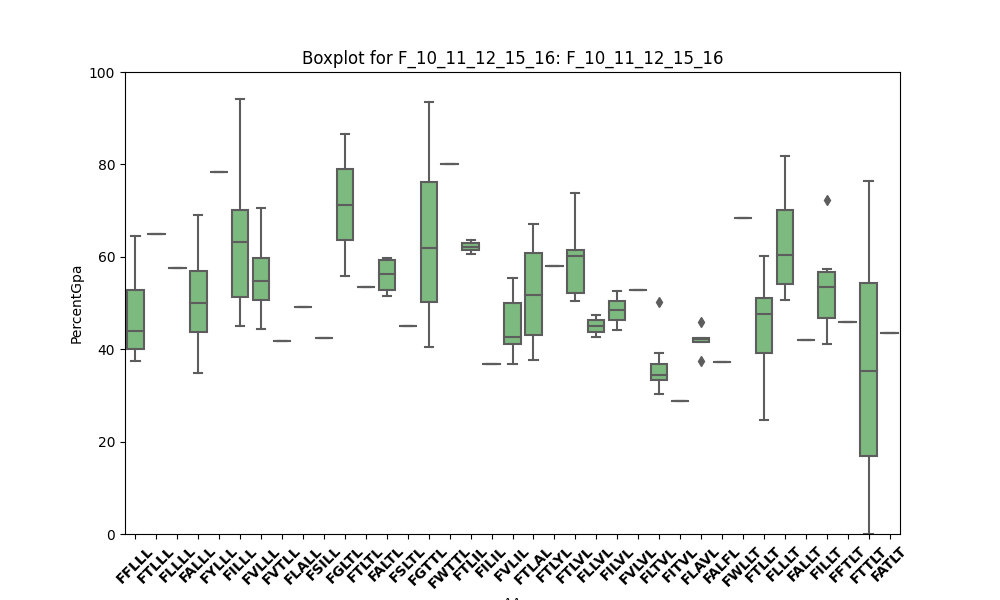 Boxplot for F_10_11_12_15_16: F_10_11_12_15_16
PercentGpa
100
80
60
40
20
0
FFLLL
FTLLL
FLLLL
FALLL
FYLLL
FILLL
FVLLL
FVTLL
FLALL
FSILL
FGLTL
FTLTL
FALTL
FSLTL
FGTTL
FWTTL
FTLIL
FILIL
FVLIL
FTLAL
FTLYL
FTLVL
FLLVL
FILVL
FVLVL
FLTVL
FITVL
FLAVL
FALFL
FWLLT
FTLLT
FLLLT
FALLT
FILLT
FFTLT
FTTLT
FATLT